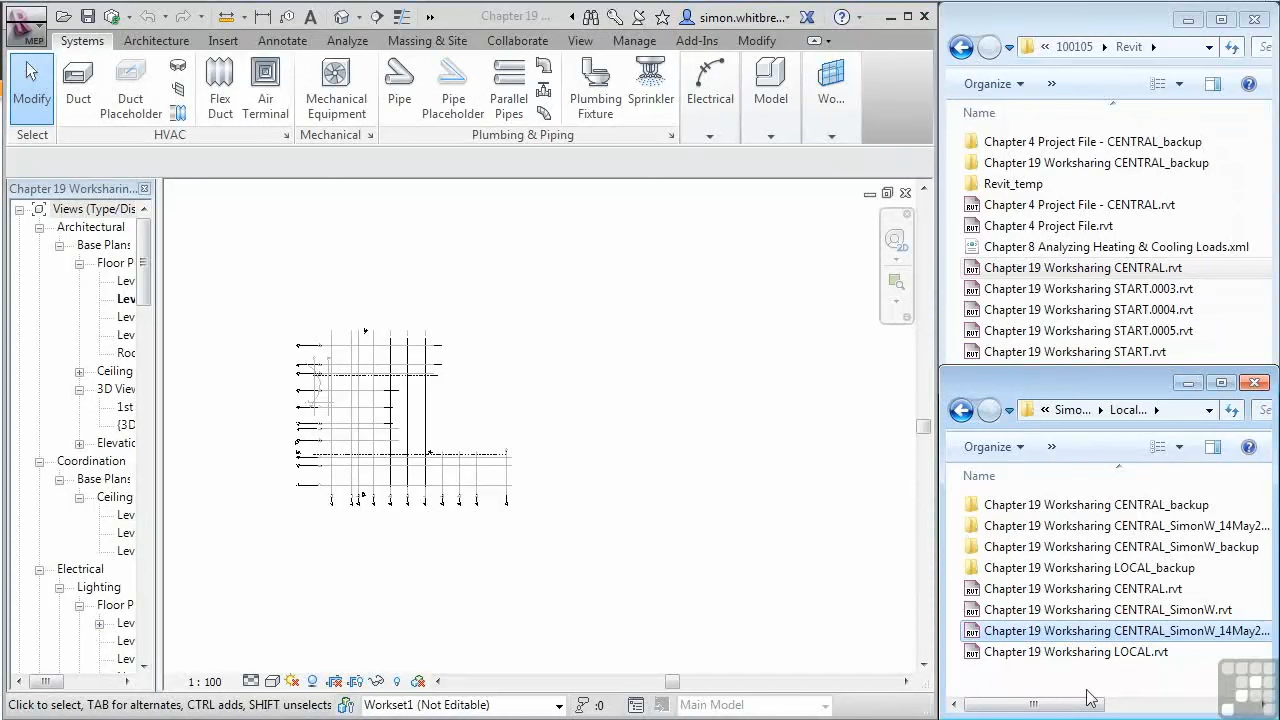 Chapter 19 ...
simon.whitbre...
MEP
Systems Architecture Insert Annotate Analyze Massing & Site Collaborate View Manage Add-Ins Modify
Modify
Duct
Duct Placeholder
Flex Duct
Air Terminal
Mechanical Equipment
Pipe
Pipe Placeholder
Parallel Pipes
Plumbing Fixture
Sprinkler
Electrical
Model
Wo...
Select
HVAC
Mechanical
Plumbing & Piping
Chapter 19 Worksharin...
Views (Type/Dis
Architectural
Base Plans
Floor P
Lev
Lev
Lev
Lev
Roc
Ceiling
3D Viev
1st
{3D
Elevatic
Coordination
Base Plans
Ceiling
Lev
Lev
Lev
Electrical
Lighting
Floor P
Lev
Lev
Lev
2D
1 : 100
Click to select, TAB for alternates, CTRL adds, SHIFT unselects
Workset1 (Not Editable)
:0
Main Model
« 100105 Revit
Se
Organize »
Name
Chapter 4 Project File - CENTRAL_backup
Chapter 19 Worksharing CENTRAL_backup
Revit_temp
Chapter 4 Project File - CENTRAL.rvt
Chapter 4 Project File.rvt
Chapter 8 Analyzing Heating & Cooling Loads.xml
Chapter 19 Worksharing CENTRAL.rvt
Chapter 19 Worksharing START.0003.rvt
Chapter 19 Worksharing START.0004.rvt
Chapter 19 Worksharing START.0005.rvt
Chapter 19 Worksharing START.rvt
« Simo... Local...
Se
Organize »
Name
Chapter 19 Worksharing CENTRAL_backup
Chapter 19 Worksharing CENTRAL_SimonW_14May2...
Chapter 19 Worksharing CENTRAL_SimonW_backup
Chapter 19 Worksharing LOCAL_backup
Chapter 19 Worksharing CENTRAL.rvt
Chapter 19 Worksharing CENTRAL_SimonW.rvt
Chapter 19 Worksharing CENTRAL_SimonW_14May2...
Chapter 19 Worksharing LOCAL.rvt